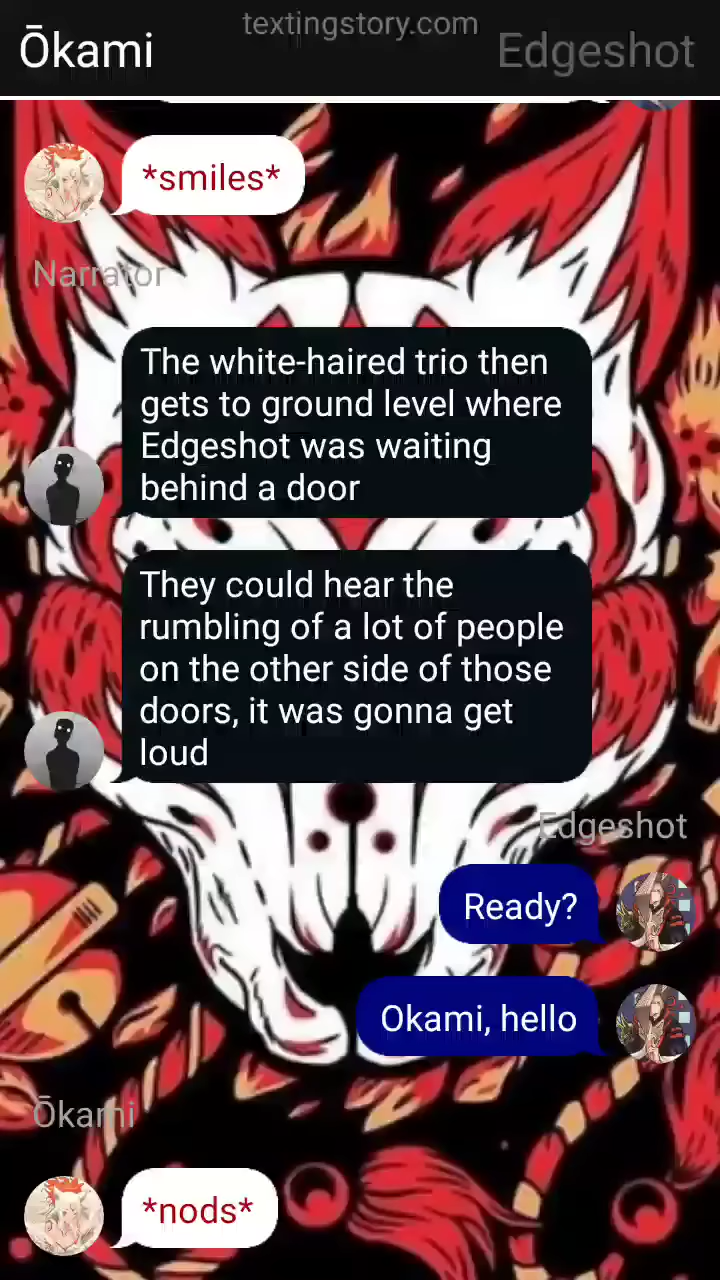 textingstory.com
Ōkami
Edgeshot
*smiles*
Narrator
The white-haired trio then
gets to ground level where
Edgeshot was waiting
behind a door
They could hear the
rumbling of a lot of people
on the other side of those
doors, it was gonna get
loud
Edgeshot
Ready?
Okami, hello
Ōkami
*nods*